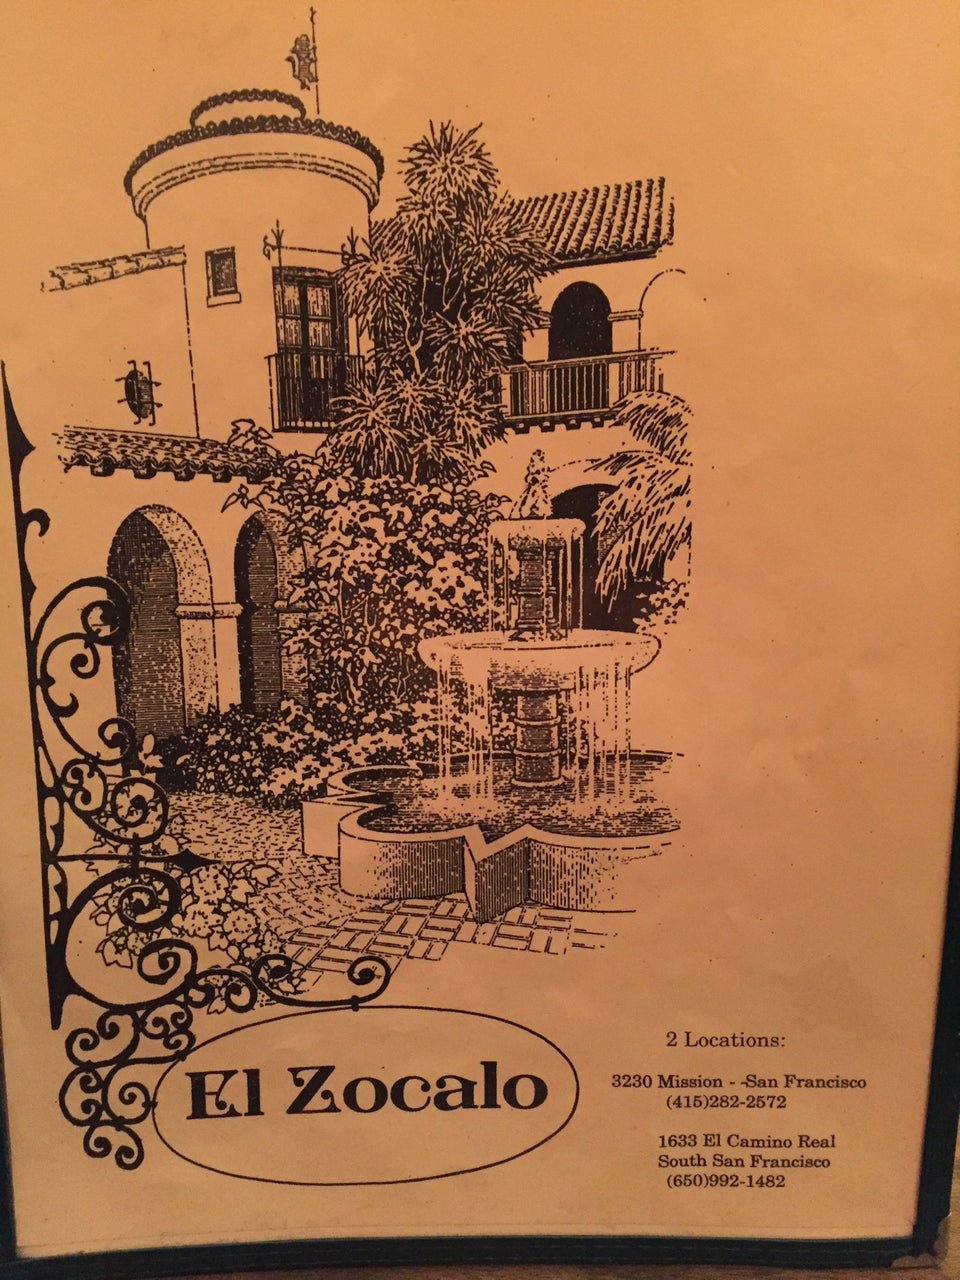 El Zocalo
2 Locations:
3230 Mission - -San Francisco
(415)282-2572
1633 El Camino Real
South San Francisco
(650)992-1482